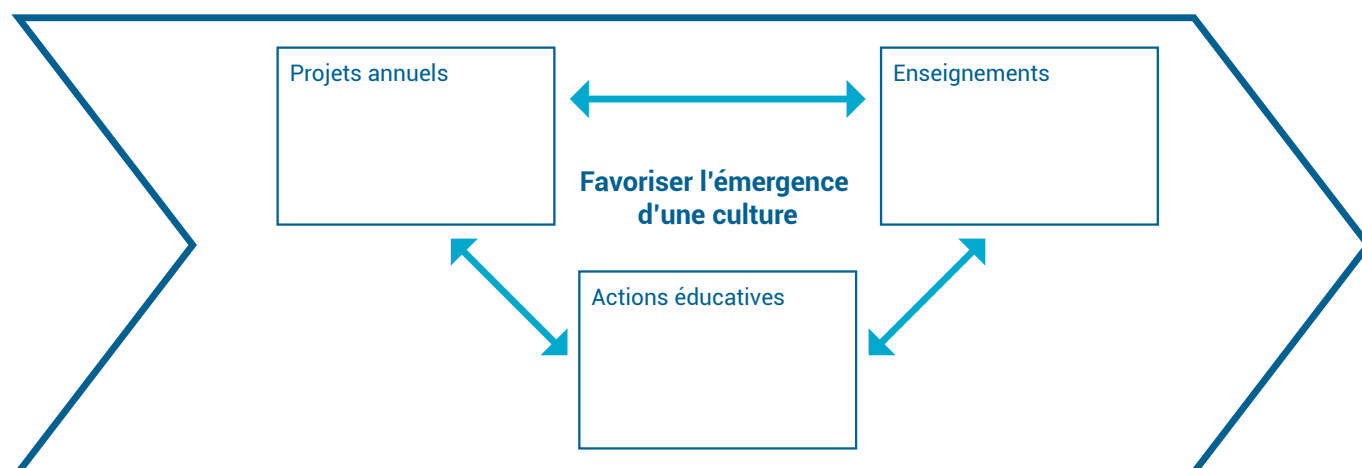 Projets annuels
Enseignements
Favoriser l'émergence
d'une culture
Actions éducatives